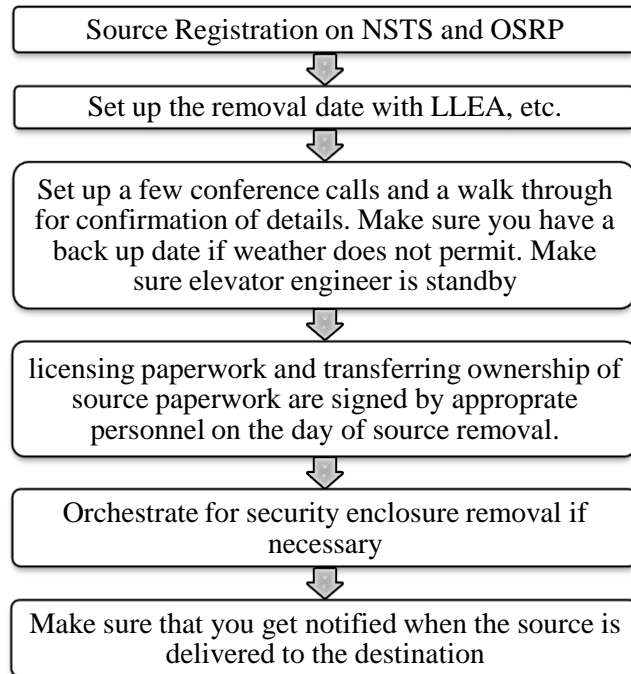 Source Registration on NSTS and OSRP
Set up the removal date with LLEA, etc.
Set up a few conference calls and a walk through
for confirmation of details. Make sure you have a
back up date if weather does not permit. Make
sure elevator engineer is standby
licensing paperwork and transferring ownership of
source paperwork are signed by approprate
personnel on the day of source removal.
Orchestrate for security enclosure removal if
necessary
Make sure that you get notified when the source is
delivered to the destination